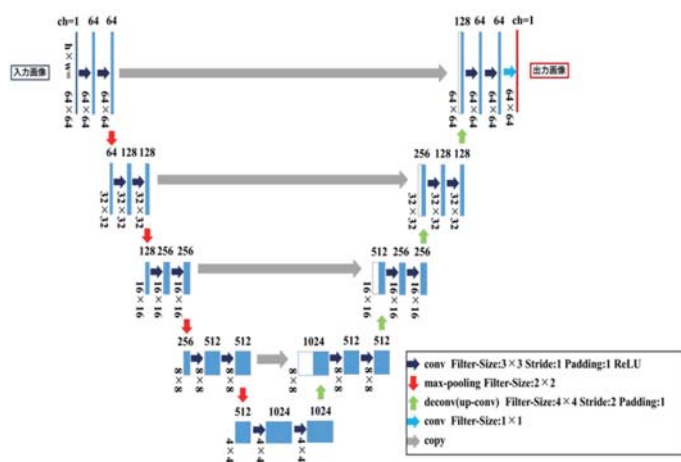 ch=1 64 64
128 64 64 ch=1
入力画像
h×w=
64×64
64×64
64×64
64×64
64×64
64×64
64×64
出力画像
64 128 128
256 128 128
32×32
32×32
32×32
32×32
32×32
32×32
128 256 256
512 256 256
16×16
16×16
16×16
16×16
16×16
16×16
256 512 512
1024 512 512
8×8
8×8
8×8
8×8
8×8
8×8
512 1024 1024
4×4
4×4
4×4
conv Filter-Size:3×3 Stride:1 Padding:1 ReLU
max-pooling Filter-Size:2×2
deconv(up-conv) Filter-Size:4×4 Stride:2 Padding:1
conv Filter-Size:1×1
copy